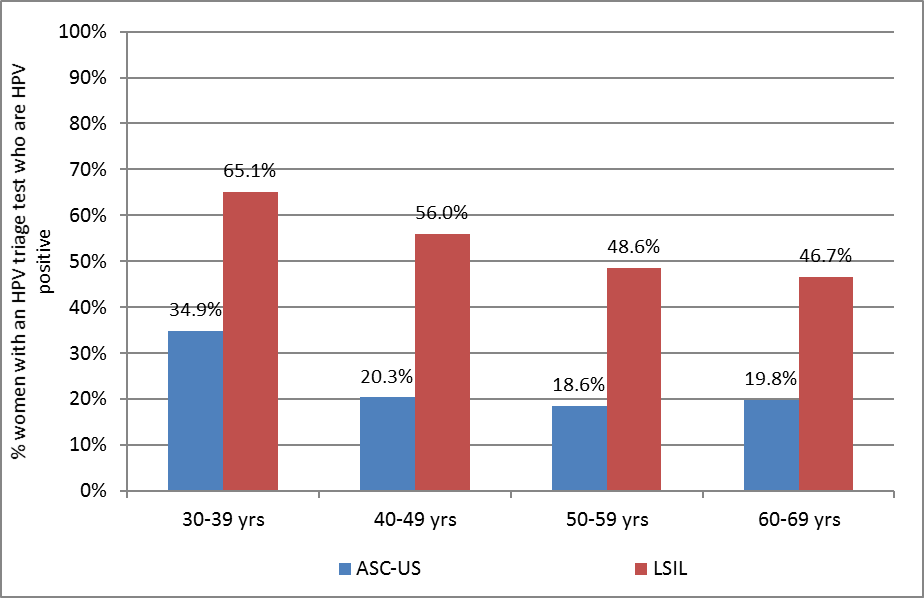 % women with an HPV triage test who are HPV
positive
100%
90%
80%
70%
60%
50%
40%
30%
20%
10%
0%
34.9%
65.1%
20.3%
56.0%
18.6%
48.6%
19.8%
46.7%
30-39 yrs
40-49 yrs
50-59 yrs
60-69 yrs
ASC-US
LSIL